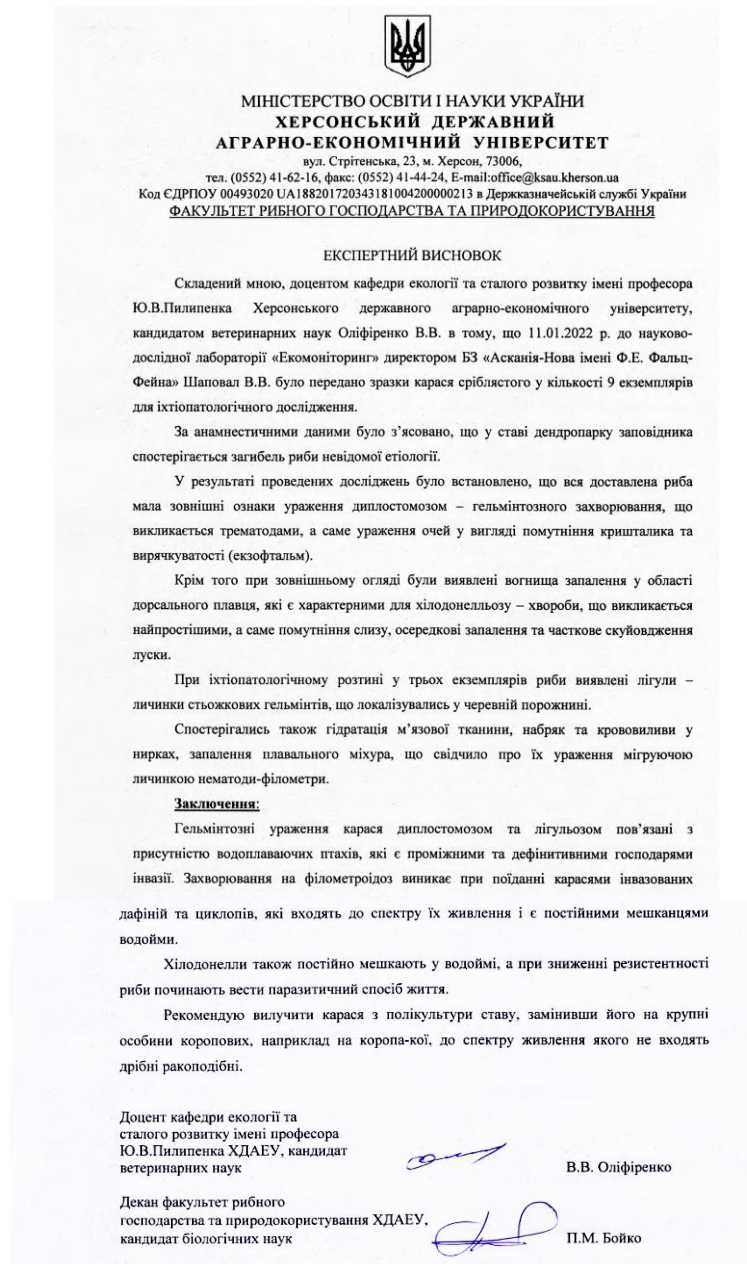 МІНІСТЕРСТВО ОСВІТИ І НАУКИ УКРАЇНИ
ХЕРСОНСЬКИЙ ДЕРЖАВНИЙ
АГРАРНО-ЕКОНОМІЧНИЙ УНІВЕРСИТЕТ
вул. Стрітенська, 23, м. Херсон, 73006,
тел. (0552) 41-62-16, факс: (0552) 41-44-24, E-mail:office@ksau.kherson.ua
Код ЄДРПОУ 00493020 UA188201720343181004200000213 в Держказначейській службі України
ФАКУЛЬТЕТ РИБНОГО ГОСПОДАРСТВА ТА ПРИРОДОКОРИСТУВАННЯ
ЕКСПЕРТНИЙ ВИСНОВОК
Складений мною, доцентом кафедри екології та сталого розвитку імені професора
Ю.В.Пилипенка Херсонського державного аграрно-економічного університету,
кандидатом ветеринарних наук Оліфіренко В.В. в тому, що 11.01.2022 р. до науково-
дослідної лабораторії «Екомоніторинг» директором БЗ «Асканія-Нова імені Ф.Е. Фальц-
Фейна» Шаповал В.В. було передано зразки карася сріблястого у кількості 9 екземплярів
для іхтіопатологічного дослідження.
За анамнестичними даними було з’ясовано, що у ставі дендропарку заповідника
спостерігається загибель риби невідомої етіології.
У результаті проведених досліджень було встановлено, що вся доставлена риба
мала зовнішні ознаки ураження диплостомозом – гельмінтозного захворювання, що
викликається трематодами, а саме ураження очей у вигляді помутніння кришталика та
вирячкуватості (екзофтальм).
Крім того при зовнішньому огляді були виявлені вогнища запалення у області
дорсального плавця, які є характерними для хілодонелльозу – хвороби, що викликається
найпростішими, а саме помутніння слизу, осередкові запалення та часткове скуйовдження
луски.
При іхтіопатологічному розтині у трьох екземплярів риби виявлені лігули –
личинки стьожкових гельмінтів, що локалізувались у черевній порожнині.
Спостерігались також гідратація м’язової тканини, набряк та крововиливи у
нирках, запалення плавального міхура, що свідчило про їх ураження мігруючою
личинкою нематоди-філометри.
Заключення:
Гельмінтозні ураження карася диплостомозом та лігульозом пов’язані з
присутністю водоплаваючих птахів, які є проміжними та дефінитивними господарями
інвазії. Захворювання на філометроідоз виникає при поїданні карасями інвазованих
дафіній та циклопів, які входять до спектру їх живлення і є постійними мешканцями
водойми.
Хілодонелли також постійно мешкають у водоймі, а при зниженні резистентності
риби починають вести паразитичний спосіб життя.
Рекомендую вилучити карася з полікультури ставу, замінивши його на крупні
особини коропових, наприклад на коропа-кої, до спектру живлення якого не входять
дрібні ракоподібні.
Доцент кафедри екології та
сталого розвитку імені професора
Ю.В.Пилипенка ХДАЕУ, кандидат
ветеринарних наук В.В. Оліфіренко
Декан факультет рибного
господарства та природокористування ХДАЕУ,
кандидат біологічних наук П.М. Бойко